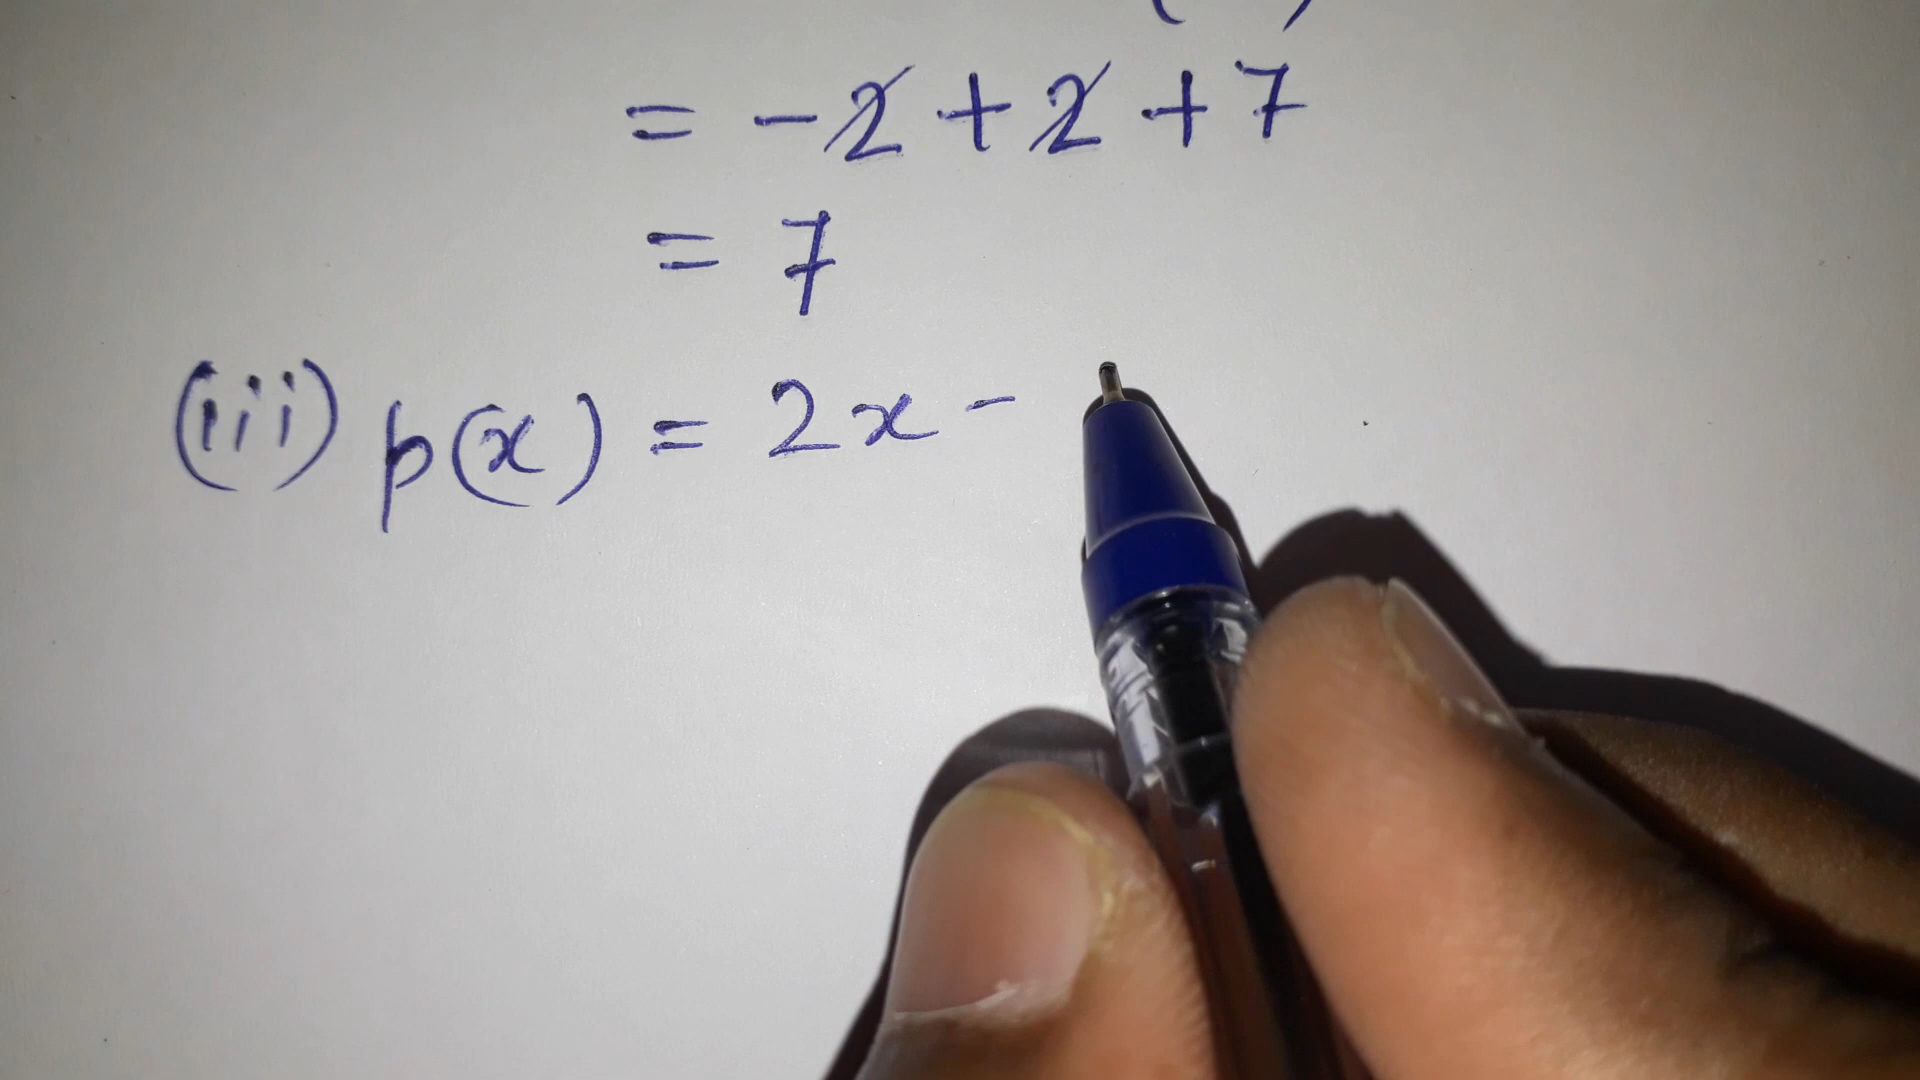 = -2 + 2 + 7
= 7
(iii) p(x) = 2x -